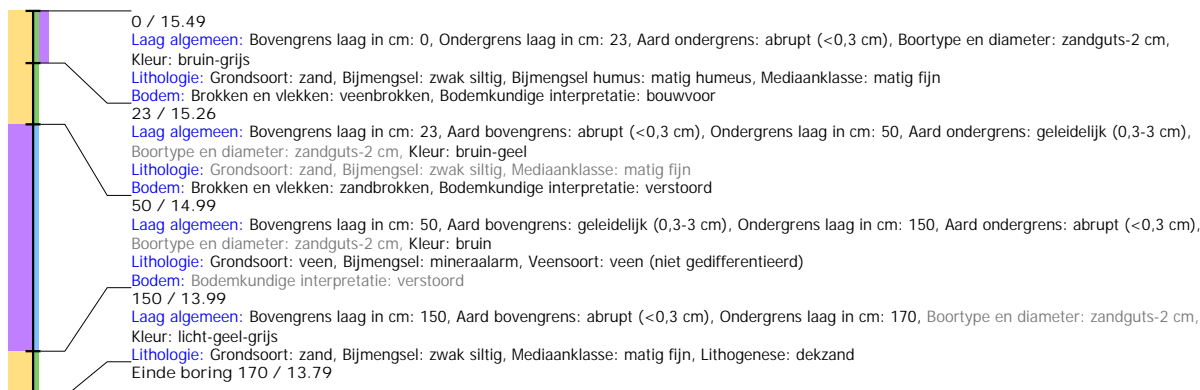 0 / 15.49
Laag algemeen: Bovengrens laag in cm: 0, Ondergrens laag in cm: 23, Aard ondergrens: abrupt (<0,3 cm), Boortype en diameter: zandguts-2 cm,
Kleur: bruin-grijs
Lithologie: Grondsoort: zand, Bijmengsel: zwak siltig, Bijmengsel humus: matig humeus, Mediaanklasse: matig fijn
Bodem: Brokken en vlekken: veenbrokken, Bodemkundige interpretatie: bouwvoor
23 / 15.26
Laag algemeen: Bovengrens laag in cm: 23, Aard bovengrens: abrupt (<0,3 cm), Ondergrens laag in cm: 50, Aard ondergrens: geleidelijk (0,3-3 cm),
Boortype en diameter: zandguts-2 cm, Kleur: bruin-geel
Lithologie: Grondsoort: zand, Bijmengsel: zwak siltig, Mediaanklasse: matig fijn
Bodem: Brokken en vlekken: zandbrokken, Bodemkundige interpretatie: verstoord
50 / 14.99
Laag algemeen: Bovengrens laag in cm: 50, Aard bovengrens: geleidelijk (0,3-3 cm), Ondergrens laag in cm: 150, Aard ondergrens: abrupt (<0,3 cm),
Boortype en diameter: zandguts-2 cm, Kleur: bruin
Lithologie: Grondsoort: veen, Bijmengsel: mineraalarm, Veensoort: veen (niet gedifferentieerd)
Bodem: Bodemkundige interpretatie: verstoord
150 / 13.99
Laag algemeen: Bovengrens laag in cm: 150, Aard bovengrens: abrupt (<0,3 cm), Ondergrens laag in cm: 170, Boortype en diameter: zandguts-2 cm,
Kleur: licht-geel-grijs
Lithologie: Grondsoort: zand, Bijmengsel: zwak siltig, Mediaanklasse: matig fijn, Lithogenese: dekzand
Einde boring 170 / 13.79